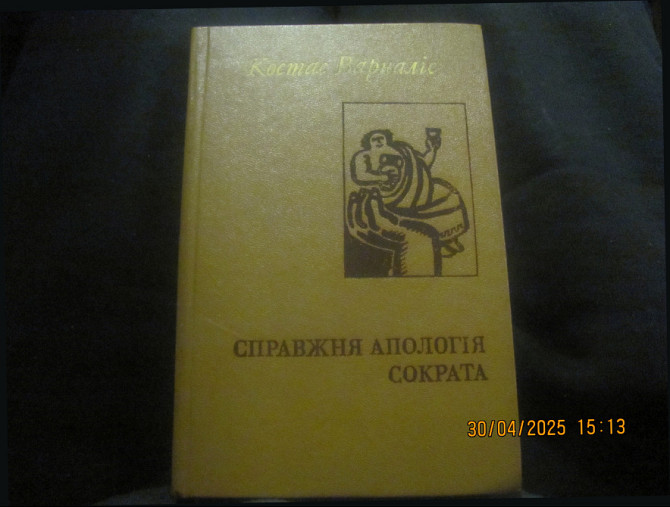 Костас Варналіс
СПРАВЖНЯ АПОЛОГІЯ
СОКРАТА
30/04/2025 15:13